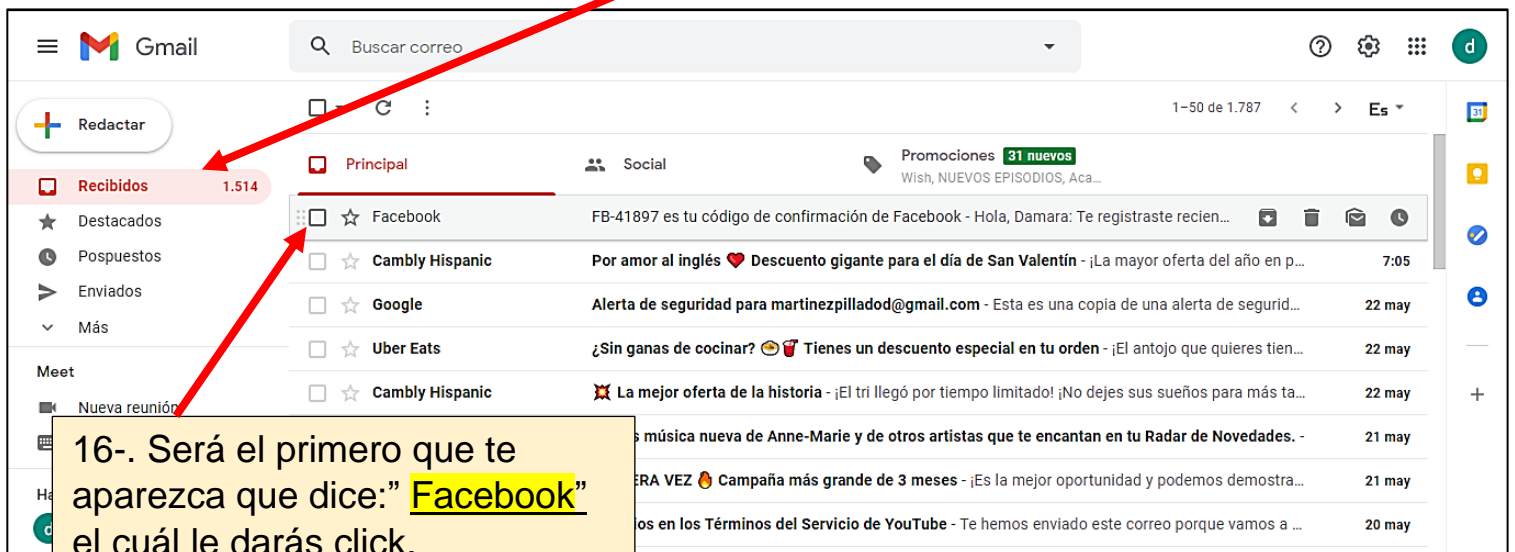 Gmail
Buscar correo
d
Redactar
1–50 de 1.787
Es
31
Recibidos 1.514
Principal
Social
Promociones 31 nuevos
Wish, NUEVOS EPISODIOS, Aca...
Destacados
Facebook FB-41897 es tu código de confirmación de Facebook - Hola, Damara: Te registraste recien...
Pospuestos
Cambly Hispanic Por amor al inglés ❤ Descuento gigante para el día de San Valentín - ¡La mayor oferta del año en p... 7:05
Enviados
Google Alerta de seguridad para martinezpilladod@gmail.com - Esta es una copia de una alerta de segurid... 22 may
Más
Uber Eats ¿Sin ganas de cocinar? 🍲🥤 Tienes un descuento especial en tu orden - ¡El antojo que quieres tien... 22 may
Meet
Cambly Hispanic 💥 La mejor oferta de la historia - ¡El tri llegó por tiempo limitado! ¡No dejes sus sueños para más ta... 22 may
Nueva reunión
música nueva de Anne-Marie y de otros artistas que te encantan en tu Radar de Novedades. - 21 may
VEZ 🔥 Campaña más grande de 3 meses - ¡Es la mejor oportunidad y podemos demostra... 21 may
en los Términos del Servicio de YouTube - Te hemos enviado este correo porque vamos a ... 20 may
16-. Será el primero que te
aparezca que dice:” Facebook”
el cuál le darás click.